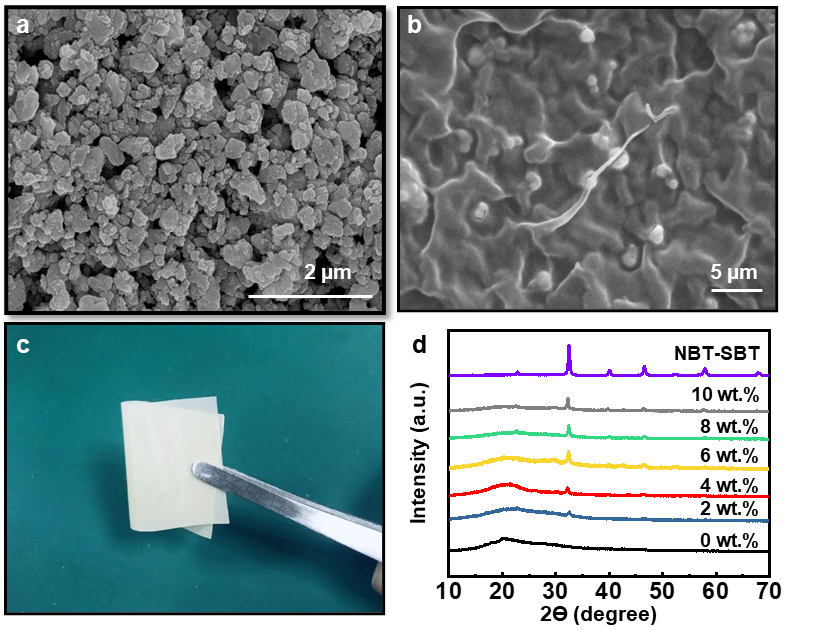 a
2 µm
b
5 µm
c
d
NBT-SBT
10 wt.%
8 wt.%
6 wt.%
4 wt.%
2 wt.%
0 wt.%
Intensity (a.u.)
10 20 30 40 50 60 70
2Ɵ (degree)